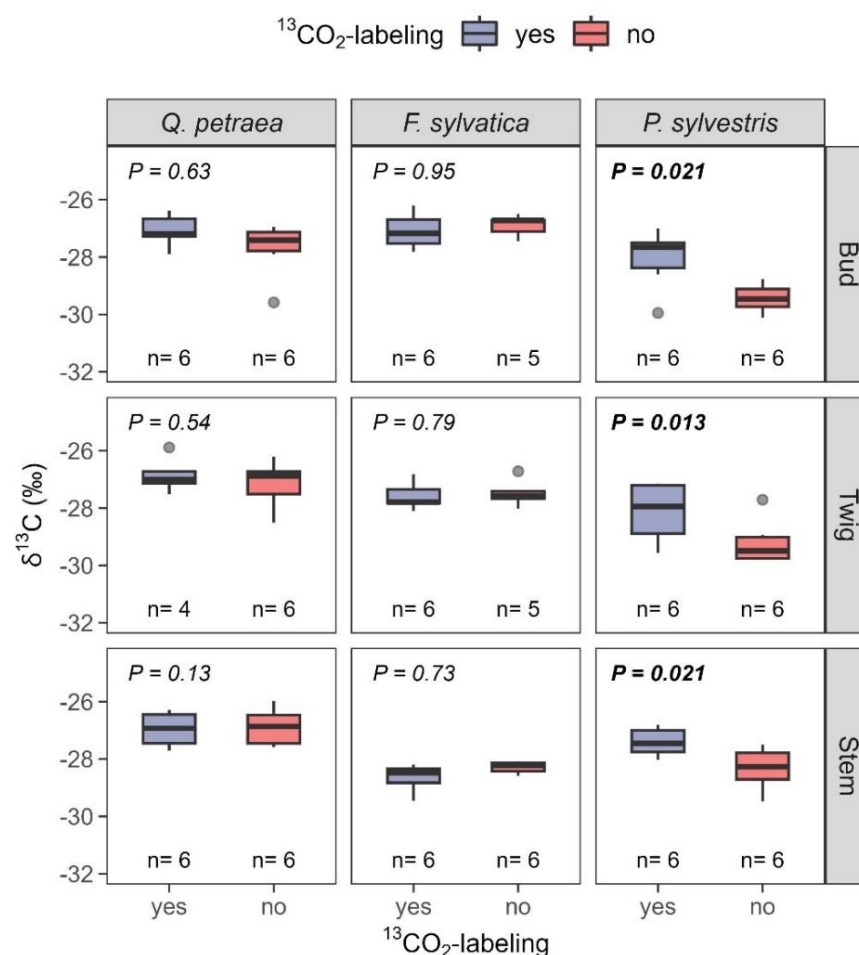 ¹³CO₂-labeling yes no
Q. petraea F. sylvatica P. sylvestris
P = 0.63 P = 0.95 P = 0.021
-26
-28
-30
-32
n= 6 n= 6 n= 6 n= 5 n= 6 n= 6
Bud
P = 0.54 P = 0.79 P = 0.013
-26
-28
-30
-32
n= 4 n= 6 n= 6 n= 5 n= 6 n= 6
Twig
δ¹³C (‰)
P = 0.13 P = 0.73 P = 0.021
-26
-28
-30
-32
n= 6 n= 6 n= 6 n= 6 n= 6 n= 6
Stem
yes no yes no yes no
¹³CO₂-labeling